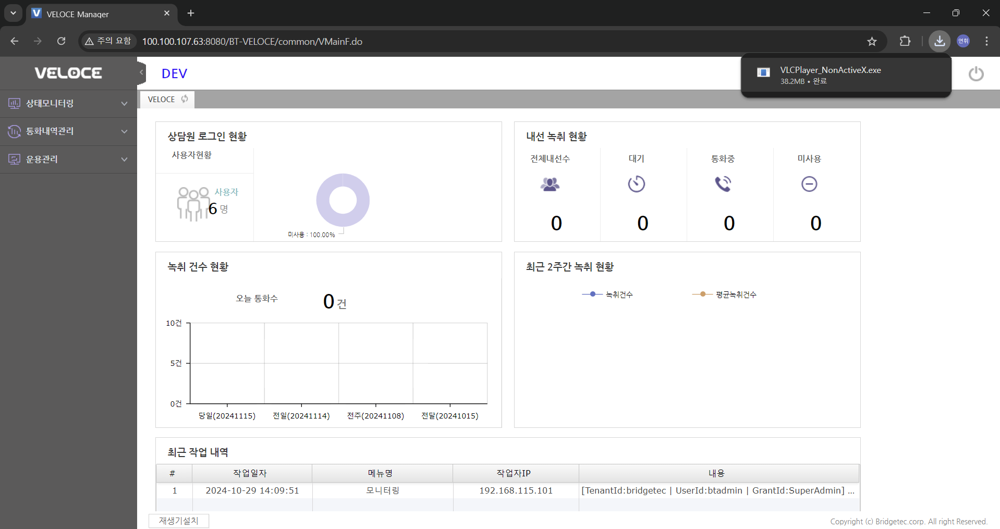 VELOCE Manager
주의 요함
100.100.107.63:8080/BT-VELOCE/common/VMainF.do
연휘
VLCPlayer_NonActiveX.exe
38.2MB • 완료
VELOCE
DEV
상태모니터링
통화내역관리
운용관리
VELOCE
상담원 로그인 현황
사용자현황
사용자
6 명
미사용 : 100.00%
내선 녹취 현황
전체내선수 대기 통화중 미사용
0 0 0 0
녹취 건수 현황
오늘 통화수 0 건
10건
5건
0건
당일(20241115) 전일(20241114) 전주(20241108) 전달(20241015)
최근 2주간 녹취 현황
녹취건수 평균녹취건수
최근 작업 내역
# 작업일자 메뉴명 작업자IP 내용
1 2024-10-29 14:09:51 모니터링 192.168.115.101 [TenantId:bridgetec | UserId:btadmin | GrantId:SuperAdmin] ...
재생기설치
Copyright (c) Bridgetec.corp. All right Reserved.